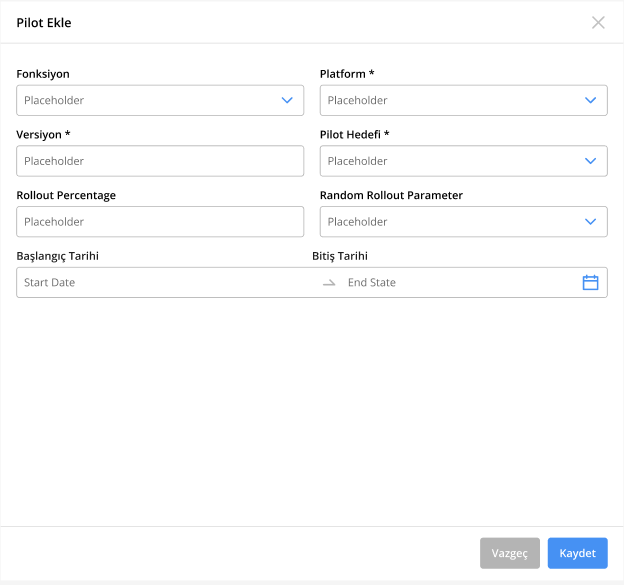 Pilot Ekle
Fonksiyon
Platform *
Placeholder
Placeholder
Versiyon *
Pilot Hedefi *
Placeholder
Placeholder
Rollout Percentage
Random Rollout Parameter
Placeholder
Placeholder
Başlangıç Tarihi
Bitiş Tarihi
Start Date
End State
Vazgeç
Kaydet